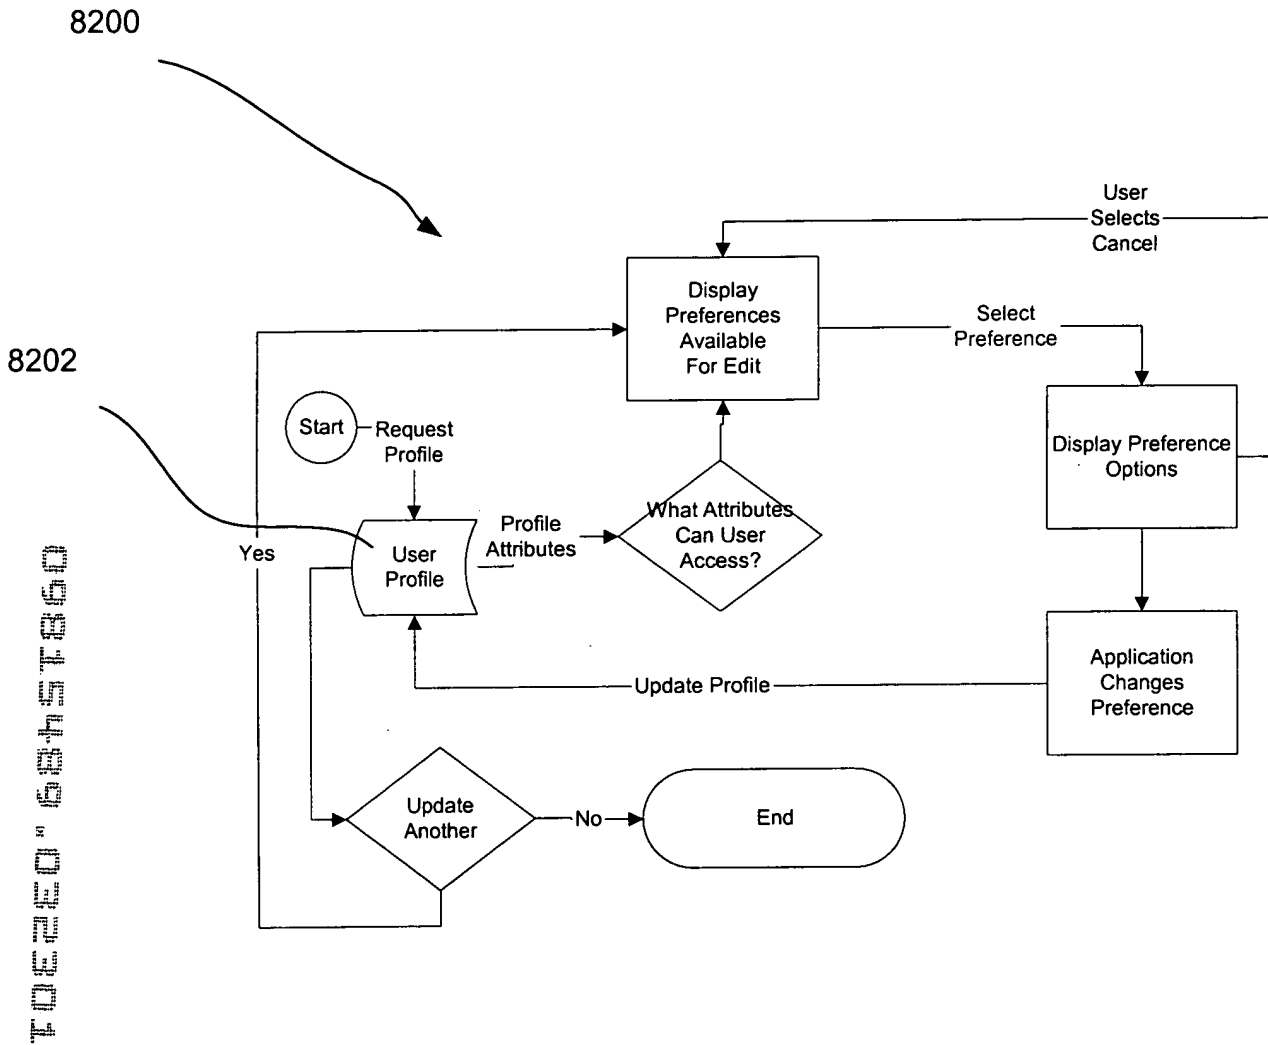 8200
User
Selects
Cancel
Display
Preferences
Available
For Edit
Select
Preference
8202
Start
Request
Profile
Display Preference
Options
What Attributes
Can User
Access?
Profile
Attributes
User
Profile
Yes
Application
Changes
Preference
Update Profile
Update
Another
No
End